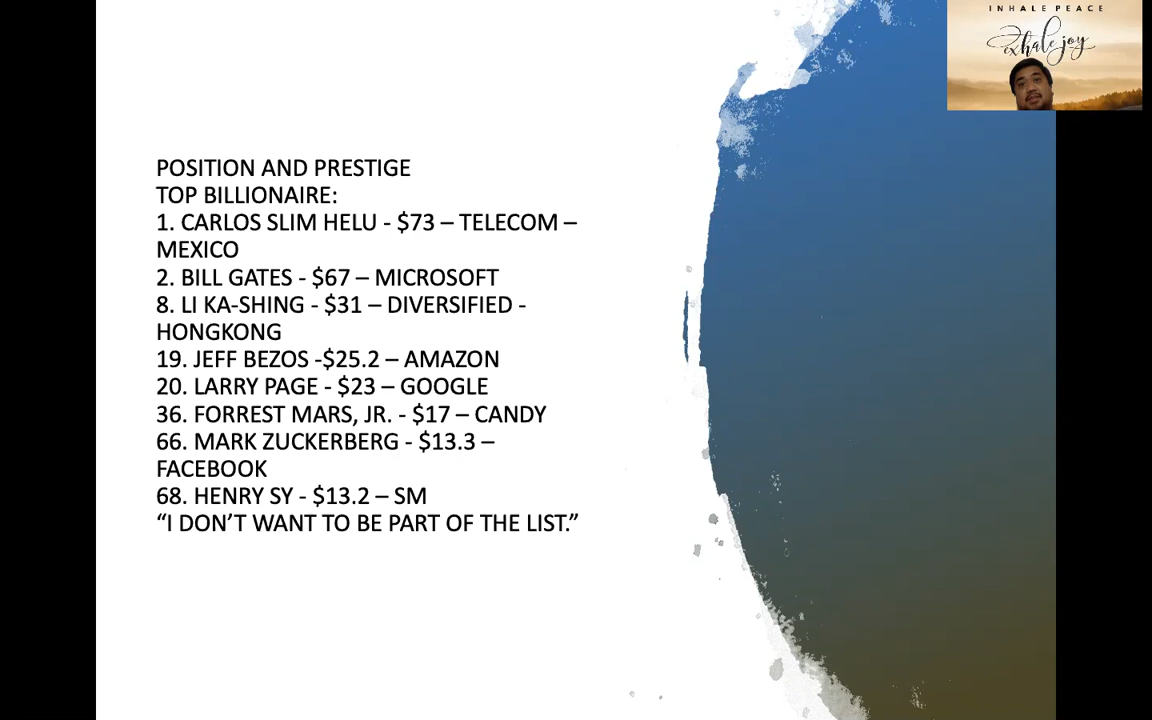 INHALE PEACE
exhale joy
POSITION AND PRESTIGE
TOP BILLIONAIRE:
1. CARLOS SLIM HELU - $73 – TELECOM –
MEXICO
2. BILL GATES - $67 – MICROSOFT
8. LI KA-SHING - $31 – DIVERSIFIED -
HONGKONG
19. JEFF BEZOS -$25.2 – AMAZON
20. LARRY PAGE - $23 – GOOGLE
36. FORREST MARS, JR. - $17 – CANDY
66. MARK ZUCKERBERG - $13.3 –
FACEBOOK
68. HENRY SY - $13.2 – SM
“I DON’T WANT TO BE PART OF THE LIST.”